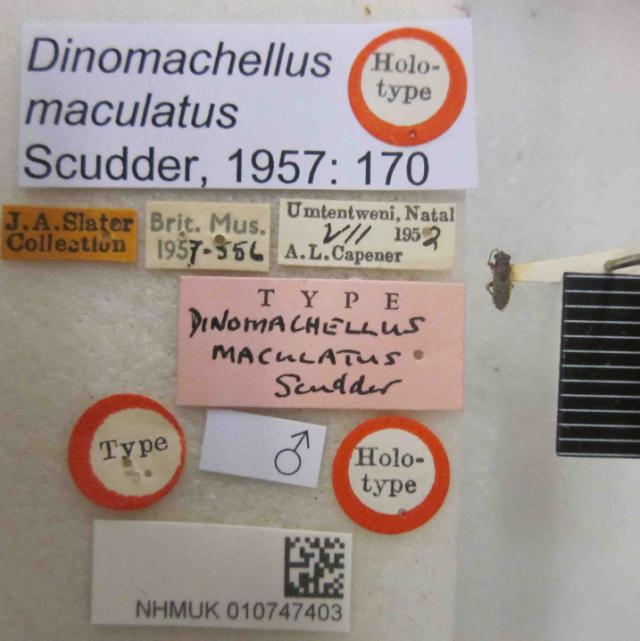 Dinomachellus
maculatus
Scudder, 1957: 170
Holo-
type
J.A.Slater
Collection
Brit. Mus.
1957-556
Umtentweni, Natal
VII 1952
A.L.Capener
TYPE
DINOMACHELLUS
MACULATUS
Scudder
Type
♂
Holo-
type
NHMUK 010747403